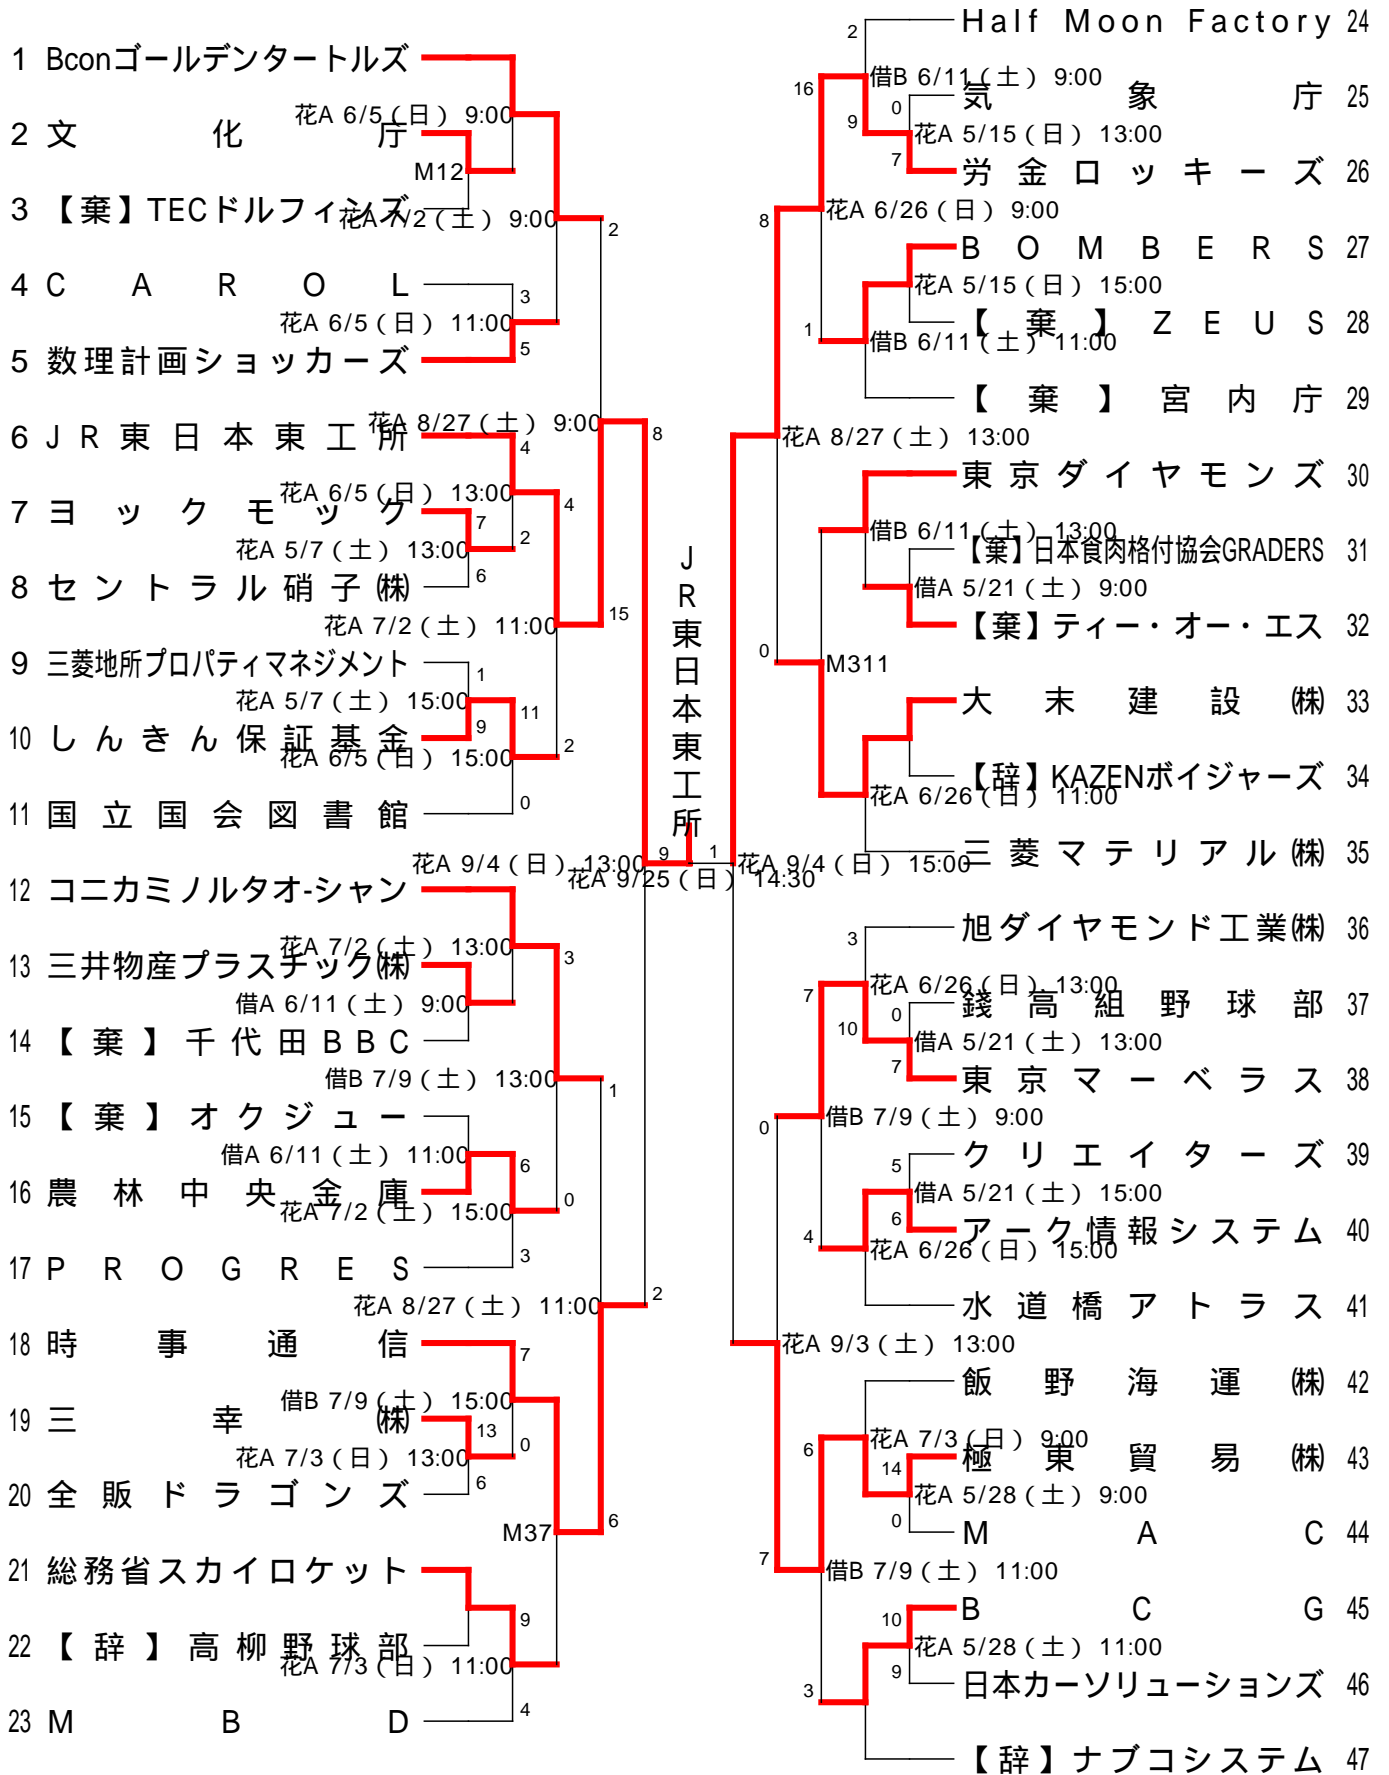 1 Bconゴールデンタートルズ
花A 6/5(日) 9:00
2 文化庁
M12
3 【棄】TECドルフィンズ
花A 7/2(土) 9:00
2
4 CAROL
3
花A 6/5(日) 11:00
5
5 数理計画ショッカーズ
花A 8/27(土) 9:00
8
6 JR東日本東工所
4
花A 6/5(日) 13:00
4
7 ヨックモック
7
花A 5/7(土) 13:00
2
8 セントラル硝子㈱
6
花A 7/2(土) 11:00
15
9 三菱地所プロパティマネジメント
1
花A 5/7(土) 15:00
11
10 しんきん保証基金
9
花A 6/5(日) 15:00
2
11 国立国会図書館
0
花A 9/4(日) 13:00
12 コニカミノルタオ-シャン
花A 7/2(土) 13:00
3
13 三井物産プラスチック㈱
借A 6/11(土) 9:00
14 【棄】千代田BBC
借B 7/9(土) 13:00
1
15 【棄】オクジュー
借A 6/11(土) 11:00
6
16 農林中央金庫
花A 7/2(土) 15:00
0
17 PROGRES
3
花A 8/27(土) 11:00
2
18 時事通信
7
借B 7/9(土) 15:00
19 三幸㈱
13
花A 7/3(日) 13:00
0
20 全販ドラゴンズ
6
M37
6
21 総務省スカイロケット
9
22 【辞】高柳野球部
花A 7/3(日) 11:00
23 MBD
4
JR東日本東工所
9
1
花A 9/25(日) 14:30
Half Moon Factory 24
2
借B 6/11(土) 9:00
16
気象庁 25
0
9
花A 5/15(日) 13:00
7
労金ロッキーズ 26
花A 6/26(日) 9:00
8
BOMBERS 27
花A 5/15(日) 15:00
【棄】ZEUS 28
1
借B 6/11(土) 11:00
【棄】宮内庁 29
花A 8/27(土) 13:00
東京ダイヤモンズ 30
借B 6/11(土) 13:00
【棄】日本食肉格付協会GRADERS 31
借A 5/21(土) 9:00
【棄】ティー・オー・エス 32
0
M311
大末建設㈱ 33
【辞】KAZENボイジャーズ 34
花A 6/26(日) 11:00
三菱マテリアル㈱ 35
花A 9/4(日) 15:00
旭ダイヤモンド工業㈱ 36
3
花A 6/26(日) 13:00
7
錢高組野球部 37
0
10
借A 5/21(土) 13:00
7
東京マーベラス 38
借B 7/9(土) 9:00
0
クリエイターズ 39
5
借A 5/21(土) 15:00
6
アーク情報システム 40
4
花A 6/26(日) 15:00
水道橋アトラス 41
花A 9/3(土) 13:00
飯野海運㈱ 42
花A 7/3(日) 9:00
6
極東貿易㈱ 43
14
花A 5/28(土) 9:00
0
MAC 44
7
借B 7/9(土) 11:00
BCG 45
10
花A 5/28(土) 11:00
9
日本カーソリューションズ 46
3
【辞】ナブコシステム 47